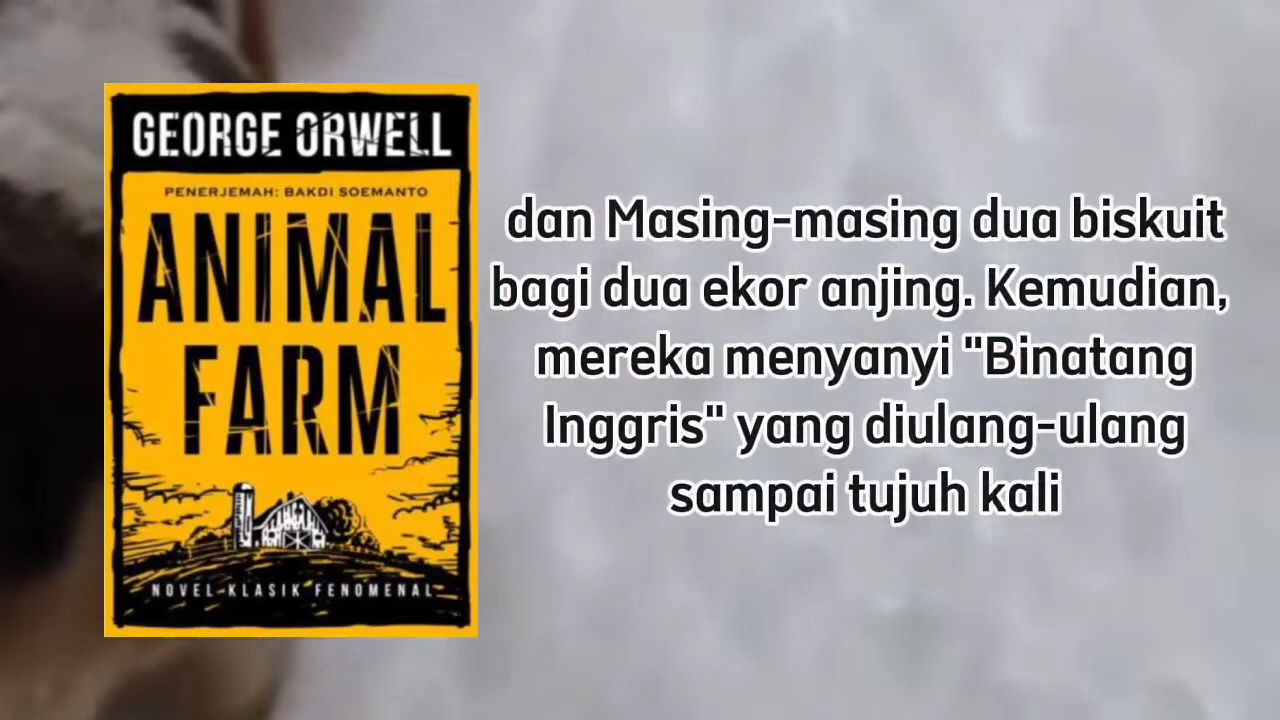 GEORGE ORWELL
PENERJEMAH: BAKDI SOEMANTO
ANIMAL
FARM
NOVEL KLASIK FENOMENAL
dan Masing-masing dua biskuit
bagi dua ekor anjing. Kemudian,
mereka menyanyi "Binatang
Inggris" yang diulang-ulang
sampai tujuh kali